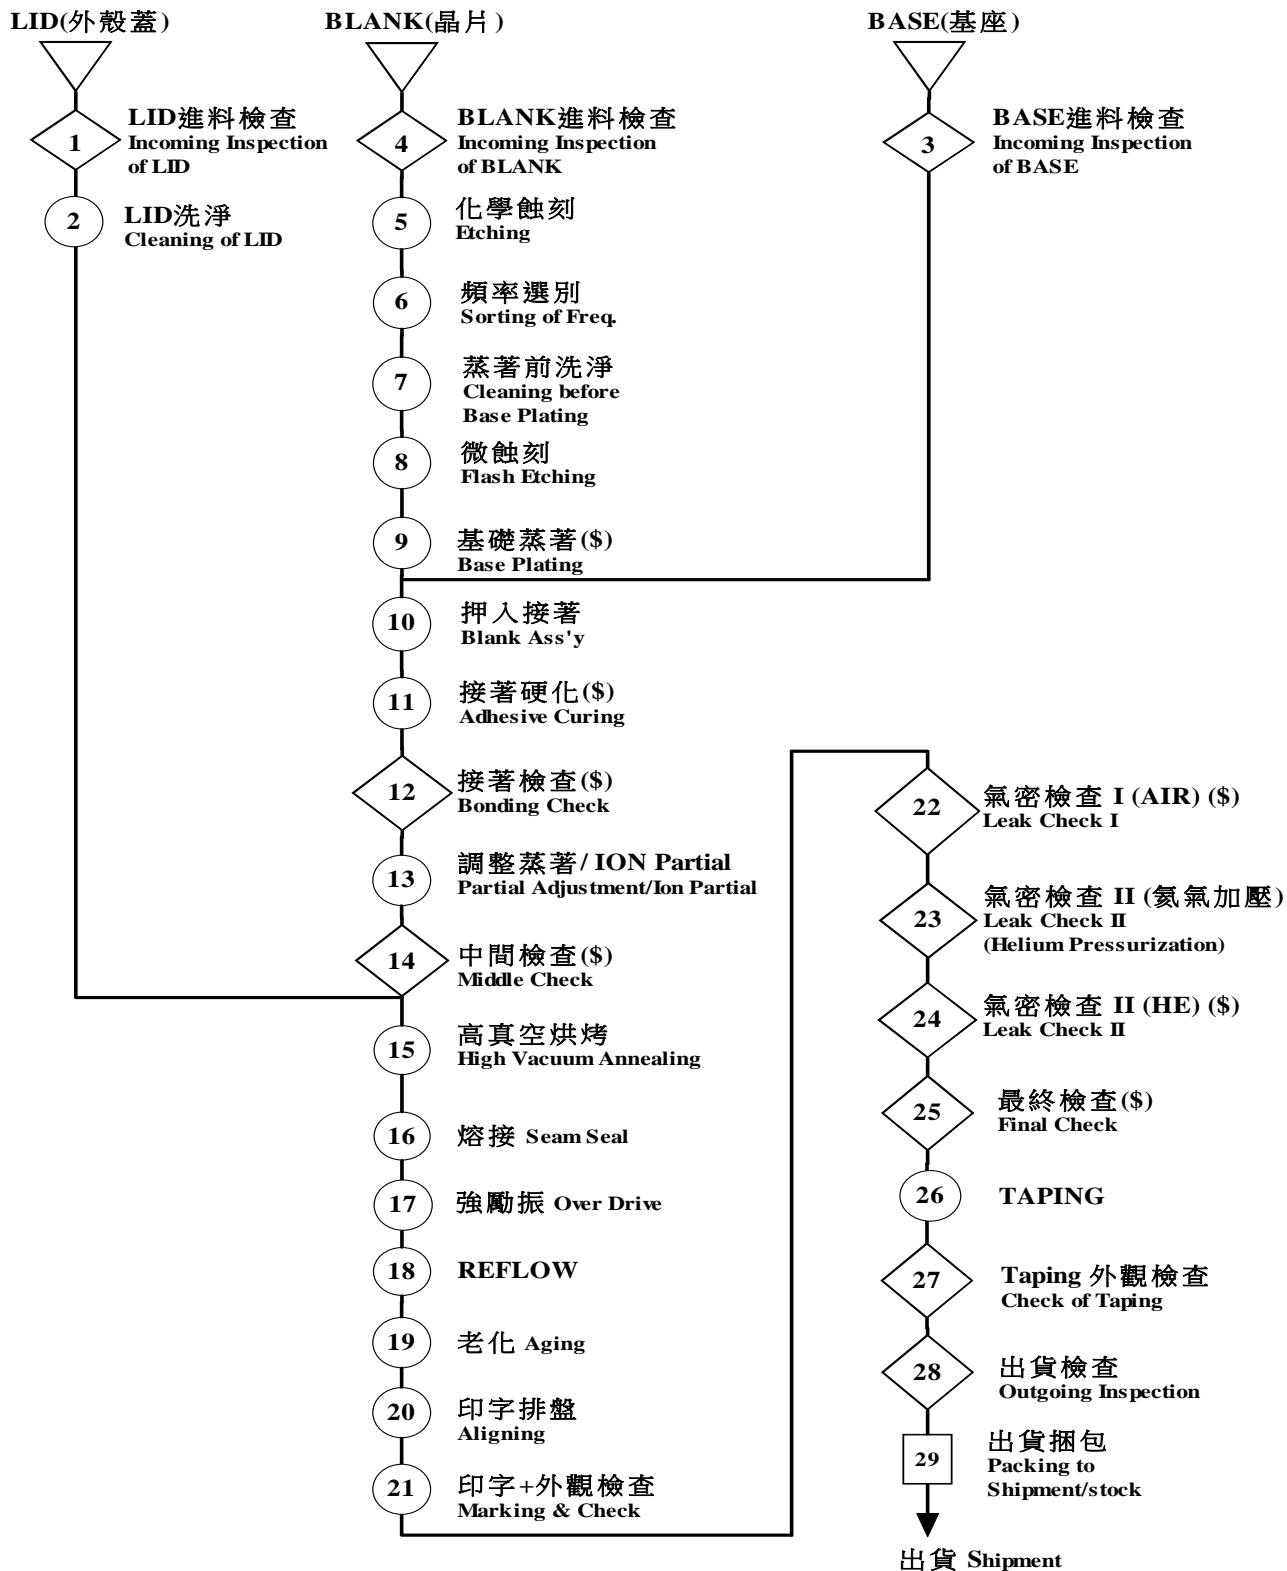 LID(外殼蓋)
1
LID進料檢查
Incoming Inspection
of LID
2
LID洗淨
Cleaning of LID
BLANK(晶片)
4
BLANK進料檢查
Incoming Inspection
of BLANK
5
化學蝕刻
Etching
6
頻率選別
Sorting of Freq.
7
蒸著前洗淨
Cleaning before
Base Plating
8
微蝕刻
Flash Etching
9
基礎蒸著($)
Base Plating
BASE(基座)
3
BASE進料檢查
Incoming Inspection
of BASE
10
押入接著
Blank Ass'y
11
接著硬化($)
Adhesive Curing
12
接著檢查($)
Bonding Check
13
調整蒸著/ ION Partial
Partial Adjustment/Ion Partial
14
中間檢查($)
Middle Check
15
高真空烘烤
High Vacuum Annealing
16
熔接 Seam Seal
17
強勵振 Over Drive
18
REFLOW
19
老化 Aging
20
印字排盤
Aligning
21
印字+外觀檢查
Marking & Check
22
氣密檢查 I (AIR) ($)
Leak Check I
23
氣密檢查 II (氦氣加壓)
Leak Check II
(Helium Pressurization)
24
氣密檢查 II (HE) ($)
Leak Check II
25
最終檢查($)
Final Check
26
TAPING
27
Taping 外觀檢查
Check of Taping
28
出貨檢查
Outgoing Inspection
29
出貨捆包
Packing to
Shipment/stock
出貨 Shipment